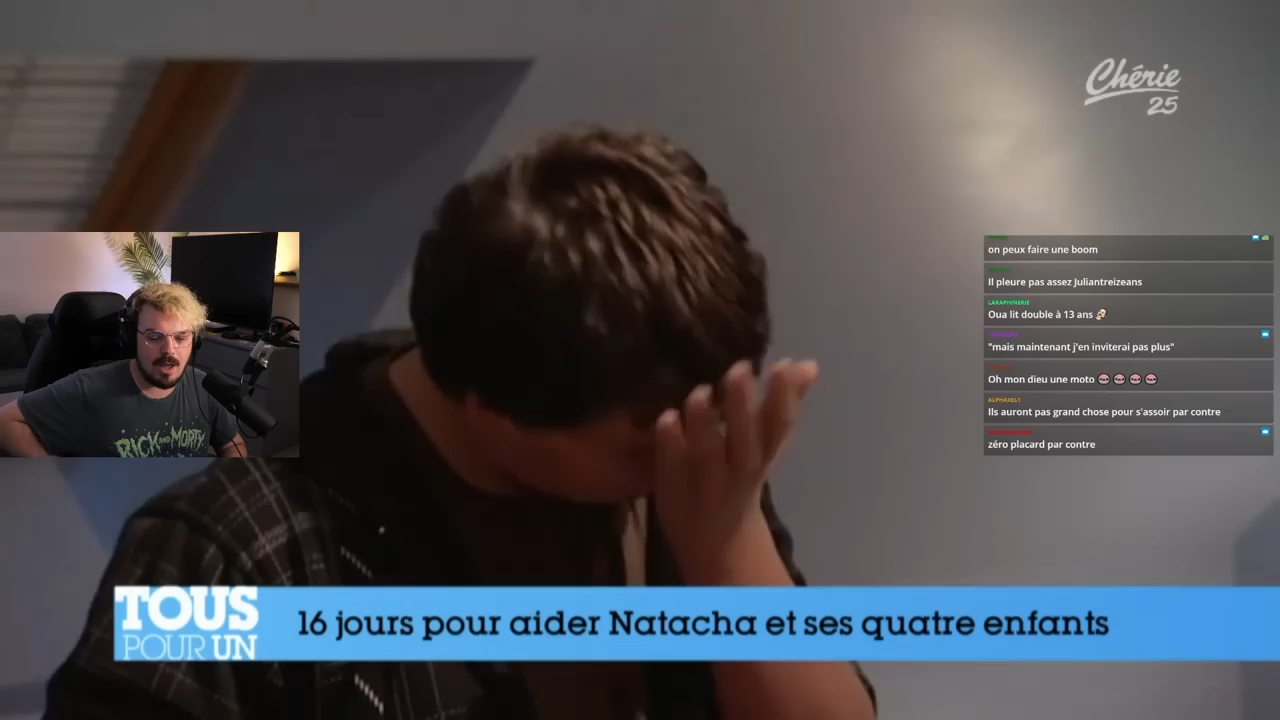 Chérie
25
on peux faire une boom
Il pleure pas assez Juliantreizeans
LARAPHINERIE
Oua lit double à 13 ans
"mais maintenant j'en inviterai pas plus"
Oh mon dieu une moto
ALPHAXEL1
Ils auront pas grand chose pour s'assoir par contre
zéro placard par contre
RICK AND MORTY
TOUS
POUR UN
16 jours pour aider Natacha et ses quatre enfants